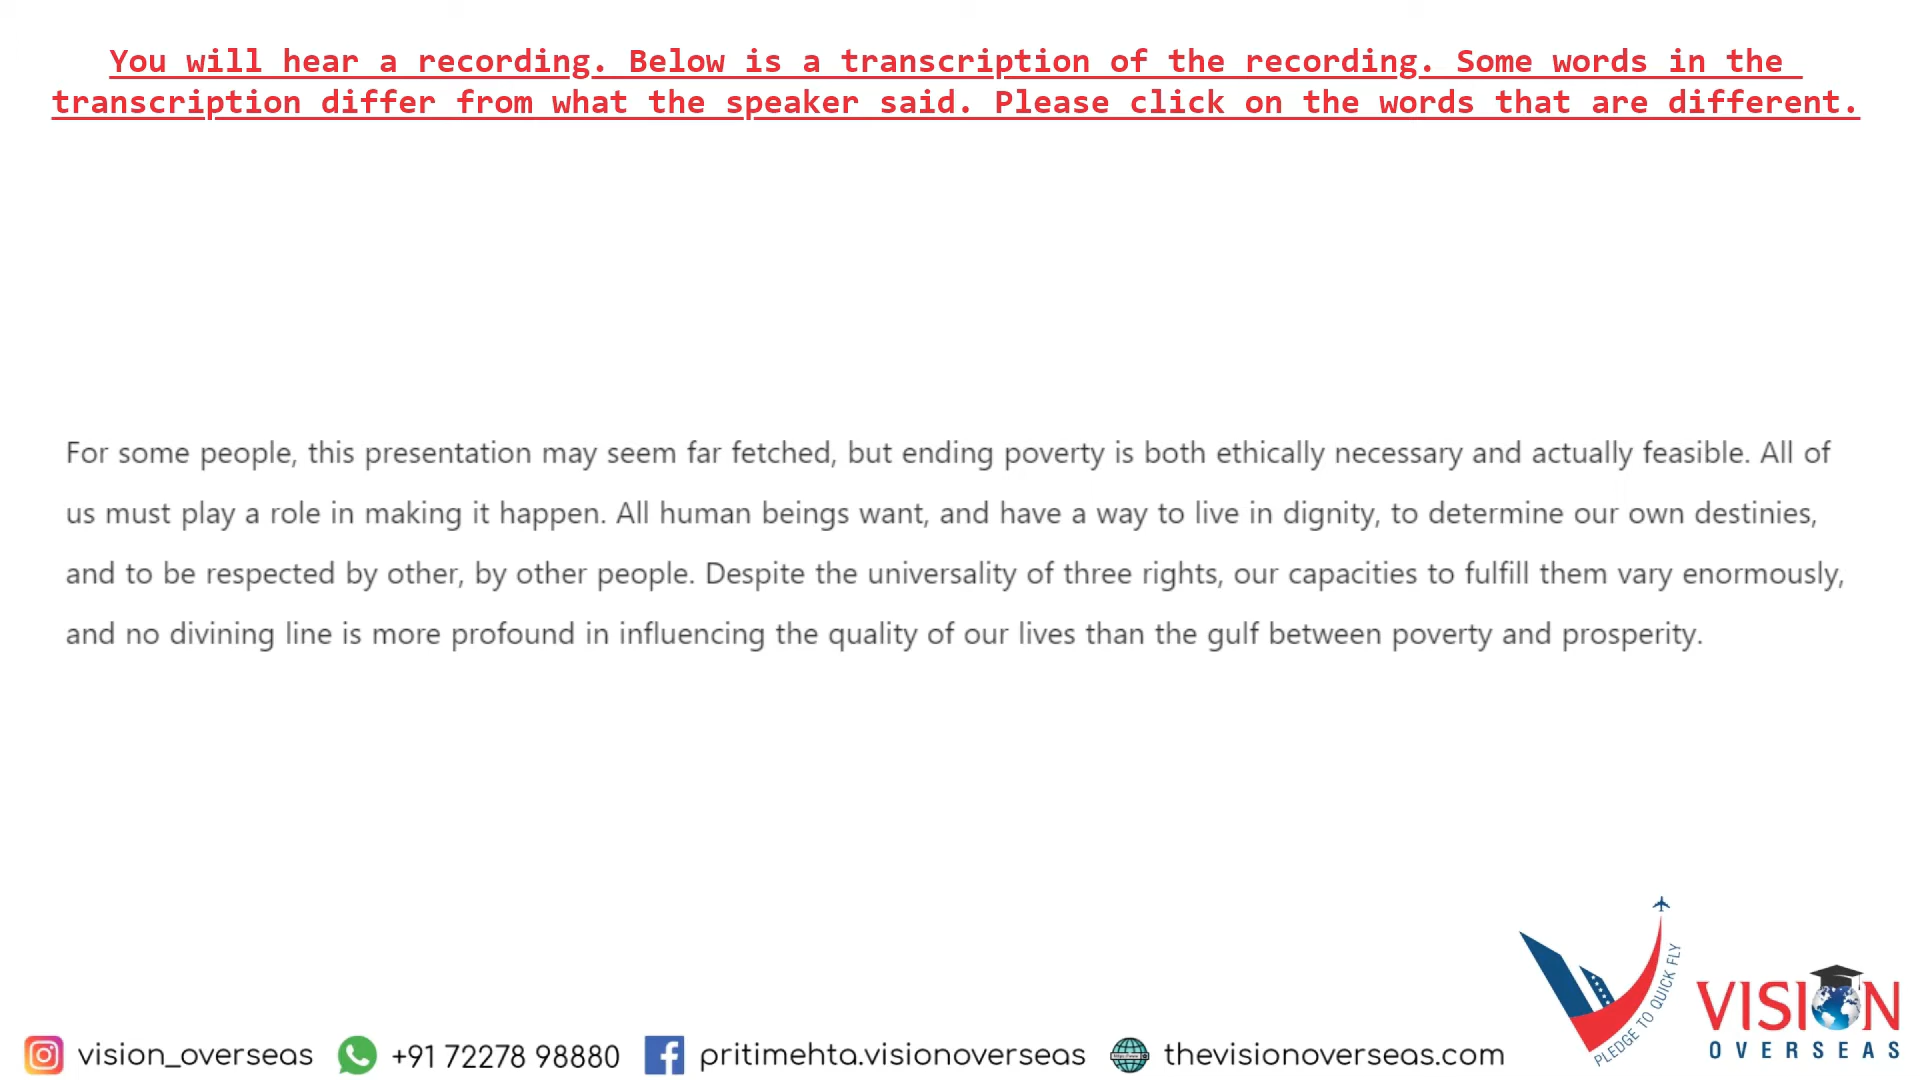 You will hear a recording. Below is a transcription of the recording. Some words in the
transcription differ from what the speaker said. Please click on the words that are different.
For some people, this presentation may seem far fetched, but ending poverty is both ethically necessary and actually feasible. All of
us must play a role in making it happen. All human beings want, and have a way to live in dignity, to determine our own destinies,
and to be respected by other, by other people. Despite the universality of three rights, our capacities to fulfill them vary enormously,
and no divining line is more profound in influencing the quality of our lives than the gulf between poverty and prosperity.
PLEDGE TO QUICK FLY
VISION
OVERSEAS
vision_overseas +91 72278 98880 pritimehta.visionoverseas thevisionoverseas.com